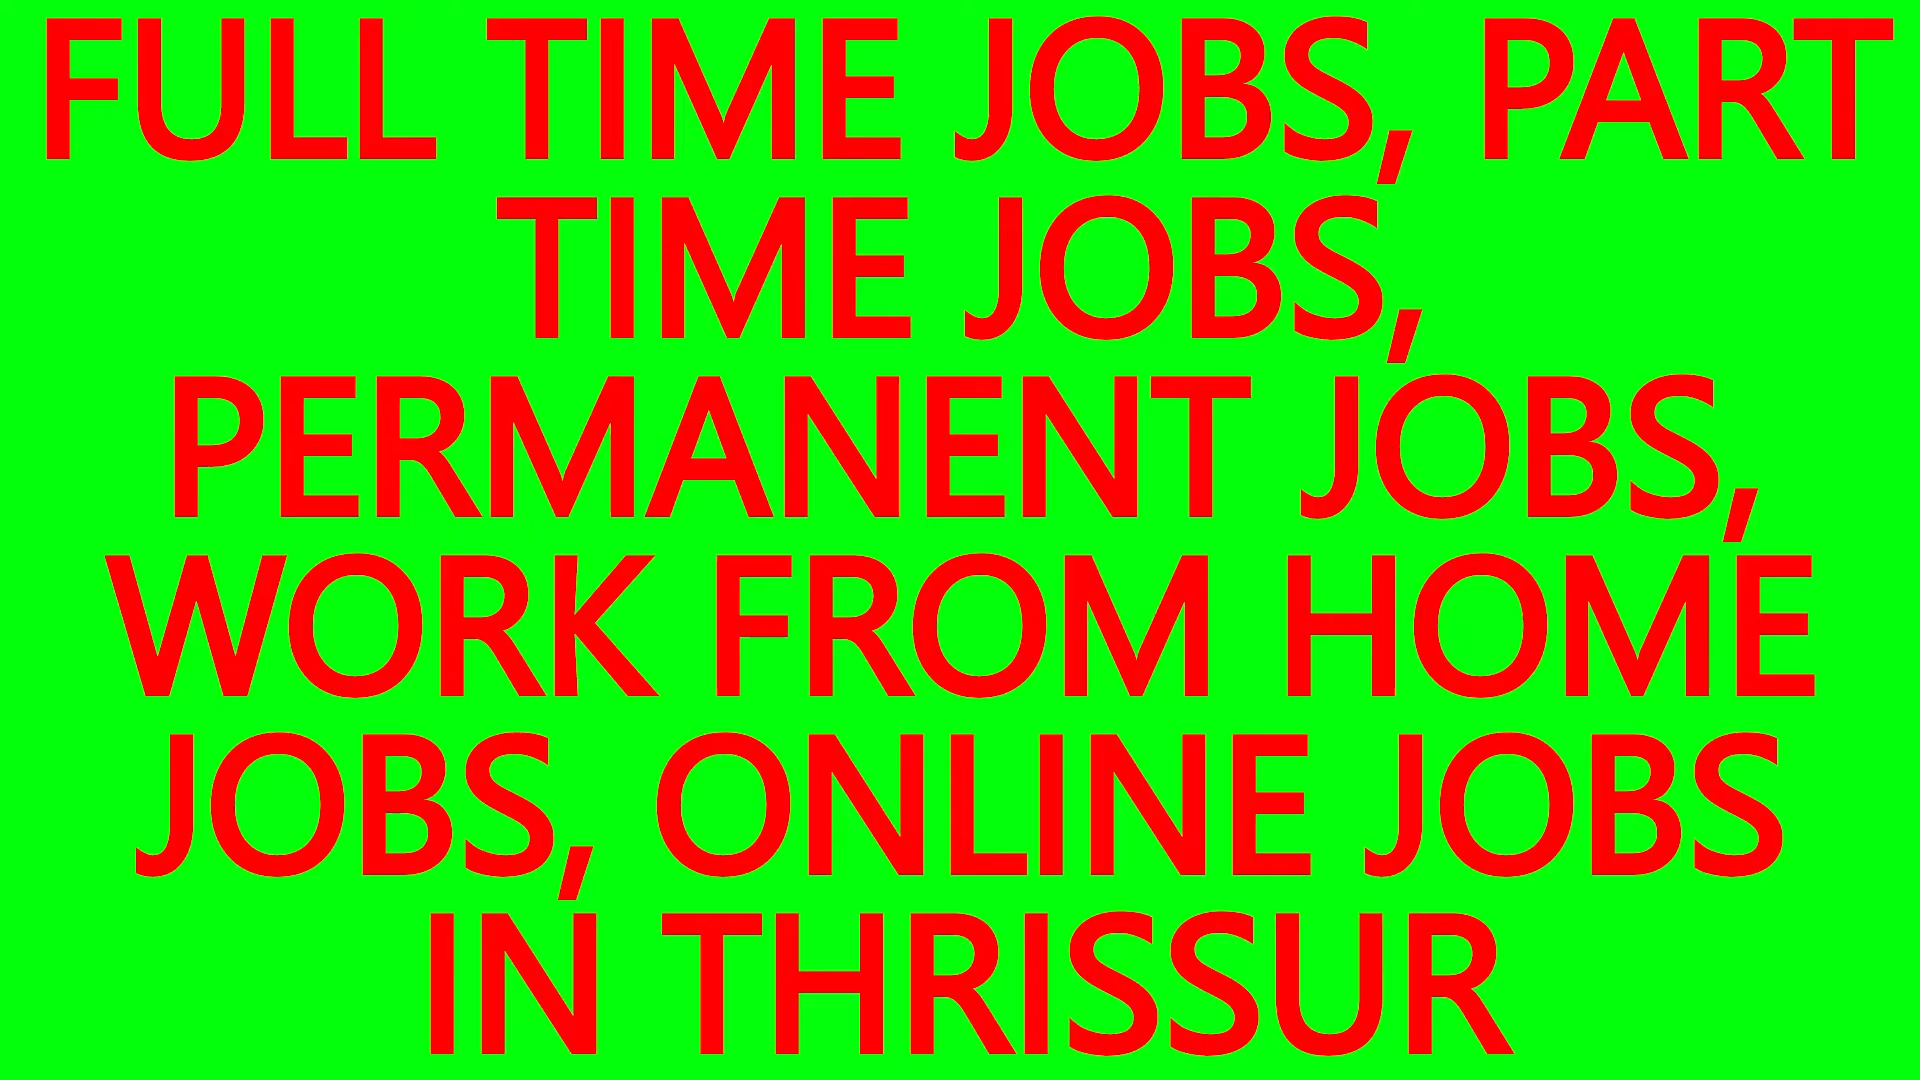 FULL TIME JOBS, PART
TIME JOBS,
PERMANENT JOBS,
WORK FROM HOME
JOBS, ONLINE JOBS
IN THRISSUR